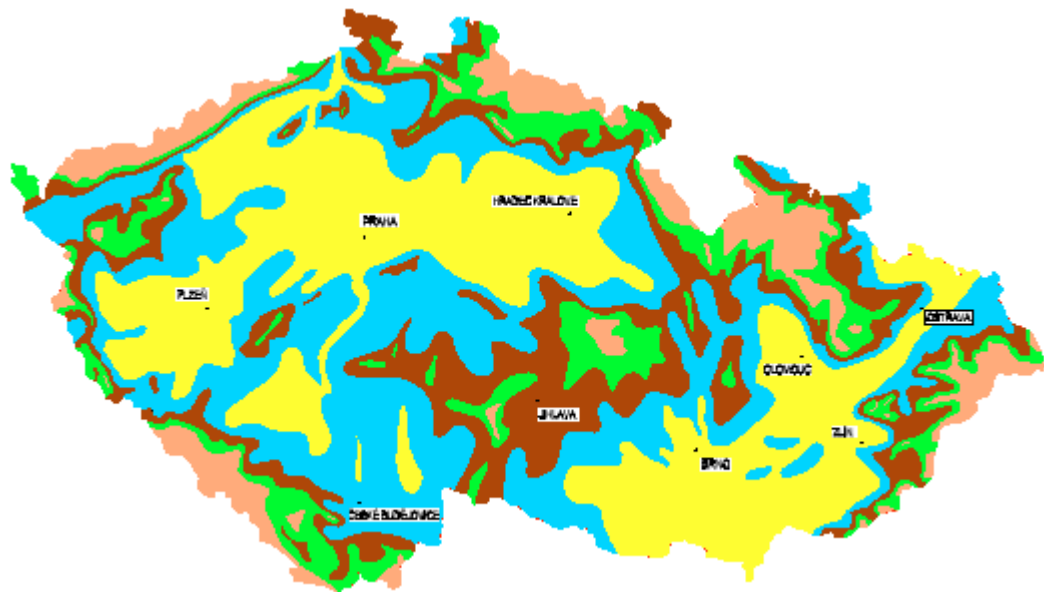 HRADEC KRÁLOVÉ
PRAHA
PLZEŇ
OSTRAVA
OLOMOUC
JIHLAVA
ZLÍN
BRNO
ČESKÉ BUDĚJOVICE